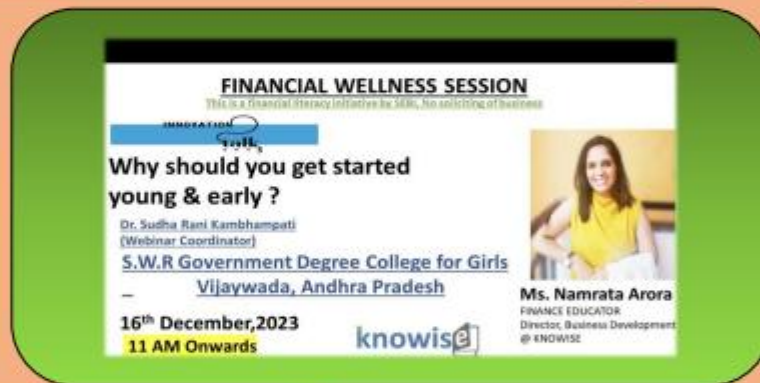 FINANCIAL WELLNESS SESSION
This is a financial literacy initiative by SEBI, No soliciting of business
INNOVATION
Talk
Why should you get started
young & early ?
Dr. Sudha Rani Kambhampati
(Webinar Coordinator)
S.W.R Government Degree College for Girls
_ Vijaywada, Andhra Pradesh
16th December,2023
11 AM Onwards
knowise
Ms. Namrata Arora
FINANCE EDUCATOR
Director, Business Development
@ KNOWISE